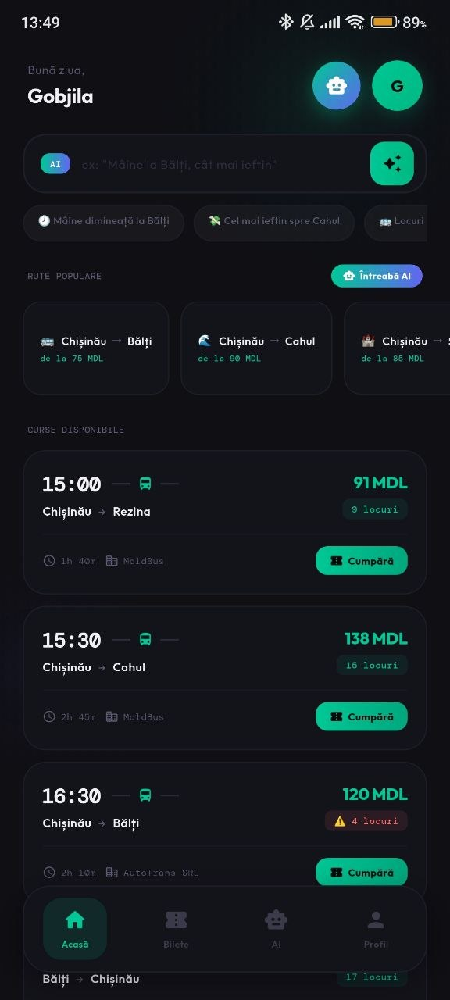 13:49
89%
Bună ziua,
Gobjila
G
AI
ex: "Mâine la Bălți, cât mai ieftin"
Mâine dimineață la Bălți
Cel mai ieftin spre Cahul
Locuri
RUTE POPULARE
Întreabă AI
Chișinău → Bălți
de la 75 MDL
Chișinău → Cahul
de la 90 MDL
Chișinău →
de la 85 MDL
CURSE DISPONIBILE
15:00
91 MDL
Chișinău → Rezina
9 locuri
1h 40m
MoldBus
Cumpără
15:30
138 MDL
Chișinău → Cahul
15 locuri
2h 45m
MoldBus
Cumpără
16:30
120 MDL
Chișinău → Bălți
4 locuri
2h 10m
AutoTrans SRL
Cumpără
Acasă
Bilete
AI
Profil
Bălți → Chișinău
17 locuri